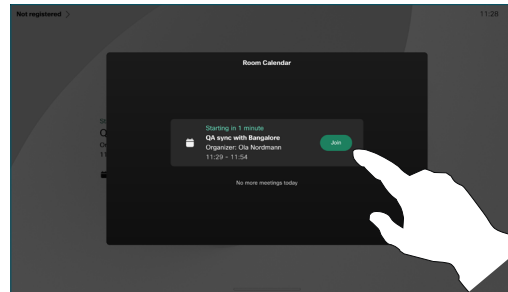 Not registered
11:28
Room Calendar
Starting in 1 minute
QA sync with Bangalore
Organizer: Ola Nordmann
11:29 – 11:54
Join
No more meetings today